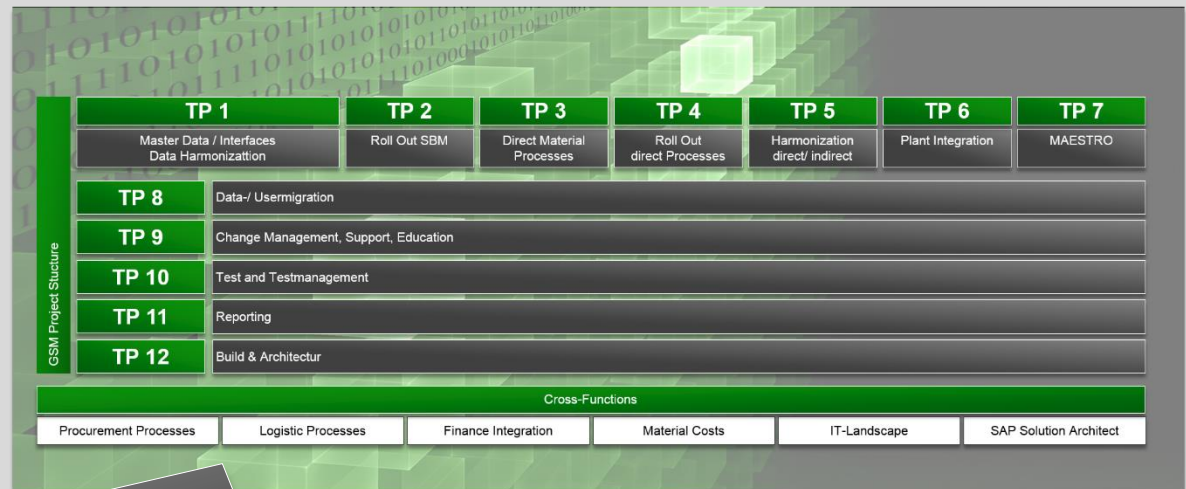 TP 1
TP 2
TP 3
TP 4
TP 5
TP 6
TP 7
Master Data / Interfaces
Data Harmonizattion
Roll Out SBM
Direct Material
Processes
Roll Out
direct Processes
Harmonization
direct/ indirect
Plant Integration
MAESTRO
GSM Project Stucture
TP 8
Data-/ Usermigration
TP 9
Change Management, Support, Education
TP 10
Test and Testmanagement
TP 11
Reporting
TP 12
Build & Architectur
Cross-Functions
Procurement Processes
Logistic Processes
Finance Integration
Material Costs
IT-Landscape
SAP Solution Architect